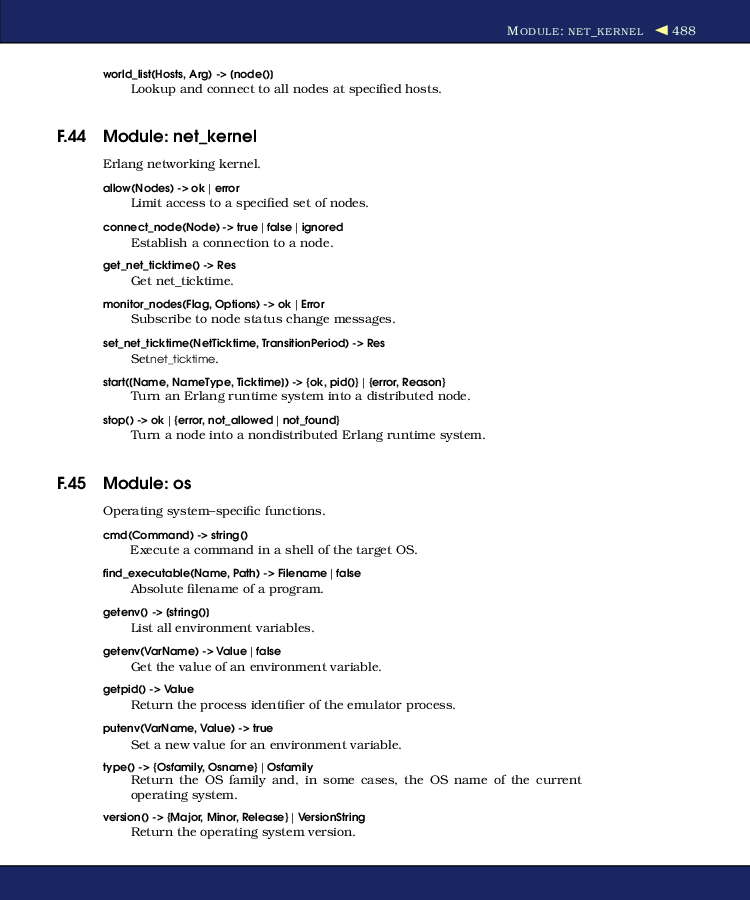 MODULE: NET_KERNEL ◀ 488
world_list(Hosts, Arg) -> [node()]
Lookup and connect to all nodes at specified hosts.
F.44 Module: net_kernel
Erlang networking kernel.
allow(Nodes) -> ok | error
Limit access to a specified set of nodes.
connect_node(Node) -> true | false | ignored
Establish a connection to a node.
get_net_ticktime() -> Res
Get net_ticktime.
monitor_nodes(Flag, Options) -> ok | Error
Subscribe to node status change messages.
set_net_ticktime(NetTicktime, TransitionPeriod) -> Res
Setnet_ticktime.
start([Name, NameType, Ticktime]) -> {ok, pid()} | {error, Reason}
Turn an Erlang runtime system into a distributed node.
stop() -> ok | {error, not_allowed | not_found}
Turn a node into a nondistributed Erlang runtime system.
F.45 Module: os
Operating system–specific functions.
cmd(Command) -> string()
Execute a command in a shell of the target OS.
find_executable(Name, Path) -> Filename | false
Absolute filename of a program.
getenv() -> [string()]
List all environment variables.
getenv(VarName) -> Value | false
Get the value of an environment variable.
getpid() -> Value
Return the process identifier of the emulator process.
putenv(VarName, Value) -> true
Set a new value for an environment variable.
type() -> {Osfamily, Osname} | Osfamily
Return the OS family and, in some cases, the OS name of the current
operating system.
version() -> {Major, Minor, Release} | VersionString
Return the operating system version.